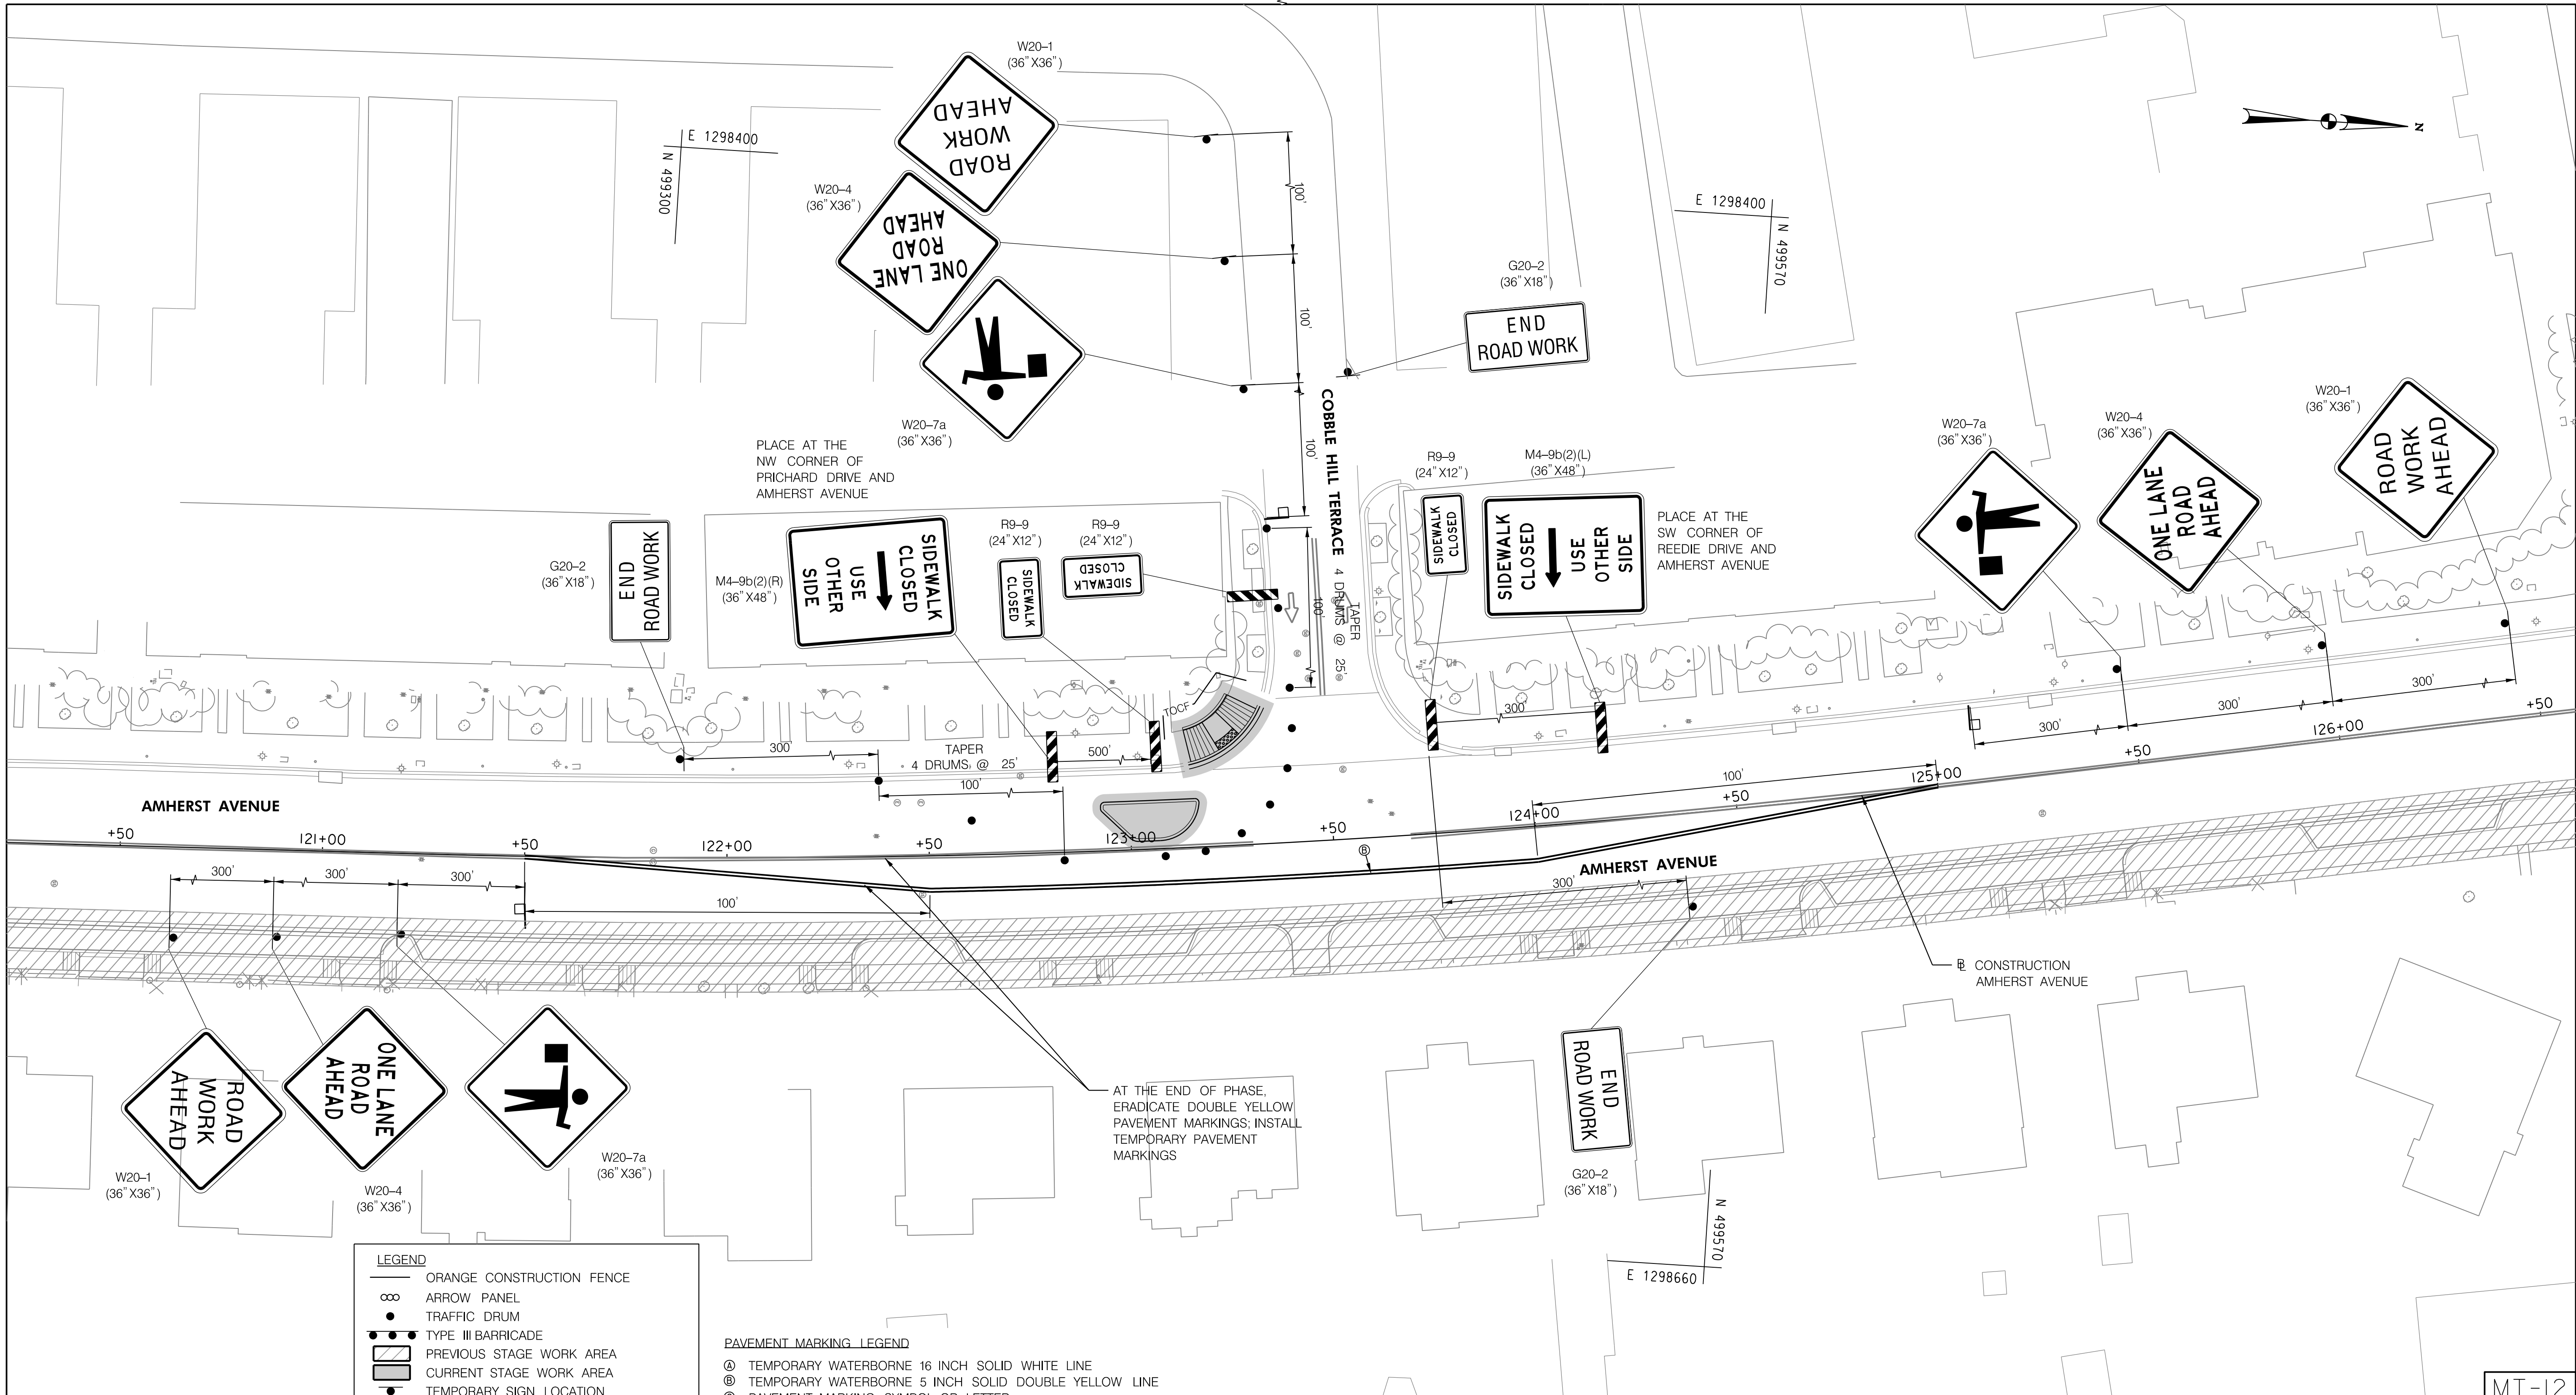 W20-1
(36"X36")
ROAD
WORK
AHEAD
E 1298400
N 499300
W20-4
(36"X36")
ONE LANE
ROAD
AHEAD
100'
100'
100'
W20-7a
(36"X36")
G20-2
(36"X18")
END
ROAD WORK
E 1298400
N 499570
N
COBBLE HILL TERRACE
TAPER
4 DRUMS @ 25'
100'
PLACE AT THE
NW CORNER OF
PRICHARD DRIVE AND
AMHERST AVENUE
G20-2
(36"X18")
END
ROAD WORK
M4-9b(2)(R)
(36"X48")
SIDEWALK
CLOSED
USE
OTHER
SIDE
R9-9
(24"X12")
SIDEWALK
CLOSED
R9-9
(24"X12")
SIDEWALK
CLOSED
R9-9
(24"X12")
SIDEWALK
CLOSED
M4-9b(2)(L)
(36"X48")
SIDEWALK
CLOSED
USE
OTHER
SIDE
PLACE AT THE
SW CORNER OF
REEDIE DRIVE AND
AMHERST AVENUE
W20-7a
(36"X36")
W20-4
(36"X36")
ONE LANE
ROAD
AHEAD
W20-1
(36"X36")
ROAD
WORK
AHEAD
TOCF
300'
TAPER
4 DRUMS @ 25'
100'
500'
300'
300'
300'
300'
100'
AMHERST AVENUE
+50
121+00
+50
122+00
+50
123+00
+50
124+00
+50
125+00
+50
126+00
+50
B
AMHERST AVENUE
300'
300'
300'
100'
300'
B CONSTRUCTION
AMHERST AVENUE
ROAD
WORK
AHEAD
W20-1
(36"X36")
ONE LANE
ROAD
AHEAD
W20-4
(36"X36")
W20-7a
(36"X36")
AT THE END OF PHASE,
ERADICATE DOUBLE YELLOW
PAVEMENT MARKINGS; INSTALL
TEMPORARY PAVEMENT
MARKINGS
END
ROAD WORK
G20-2
(36"X18")
N 499570
E 1298660
LEGEND
ORANGE CONSTRUCTION FENCE
ARROW PANEL
TRAFFIC DRUM
TYPE III BARRICADE
PREVIOUS STAGE WORK AREA
CURRENT STAGE WORK AREA
TEMPORARY SIGN LOCATION
PAVEMENT MARKING LEGEND
A TEMPORARY WATERBORNE 16 INCH SOLID WHITE LINE
B TEMPORARY WATERBORNE 5 INCH SOLID DOUBLE YELLOW LINE
PAVEMENT MARKING SYMBOL OR LETTER
MT-12